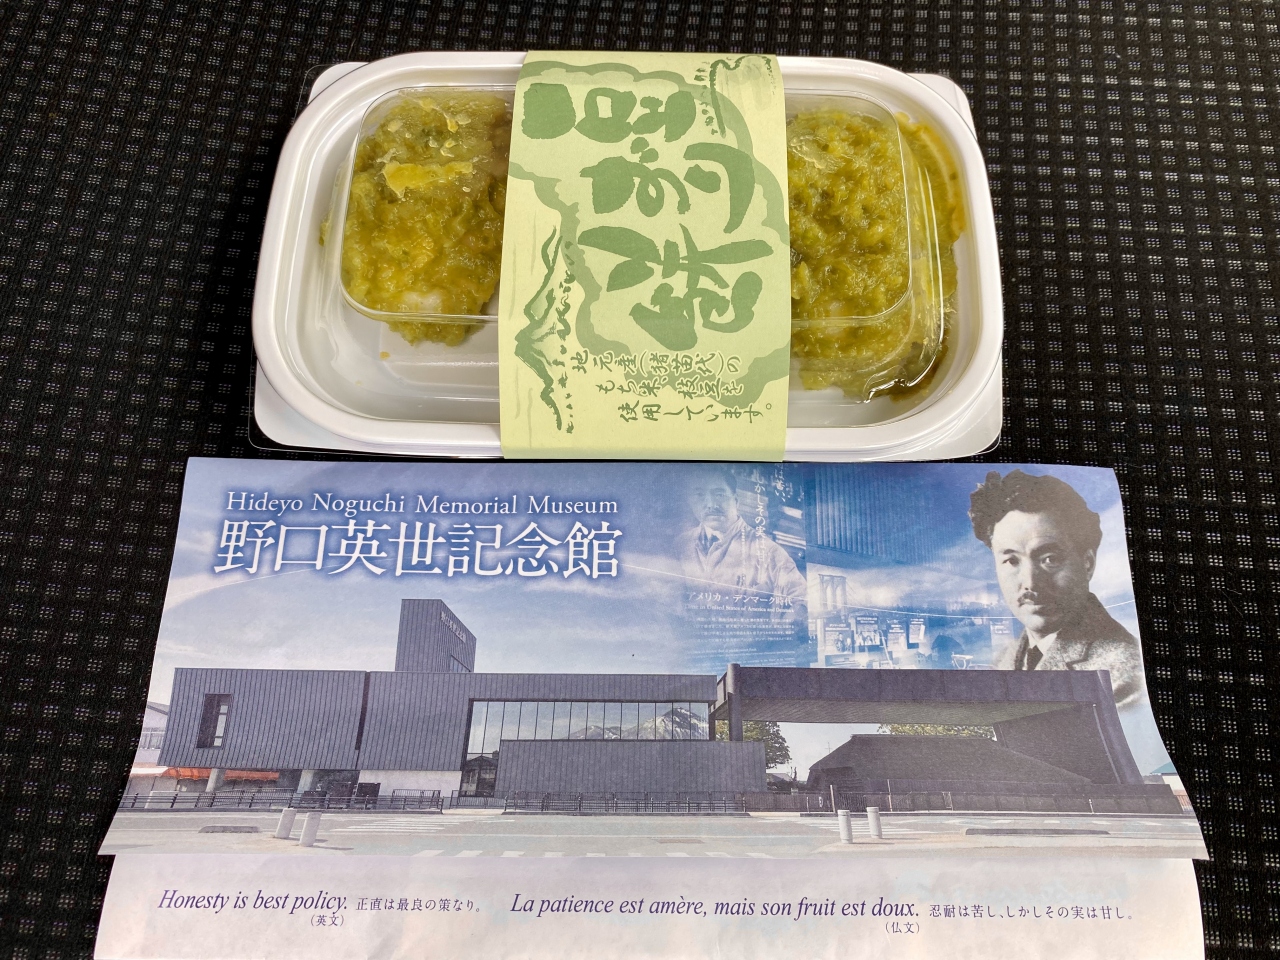 豆ずり餅
地元産(猪苗代)の
もち米、枝豆を
使用しています。
Hideyo Noguchi Memorial Museum
野口英世記念館
アメリカ・デンマーク時代
Honesty is best policy. 正直は最良の策なり。
(英文)
La patience est amère, mais son fruit est doux. 忍耐は苦し、しかしその実は甘し。
(仏文)